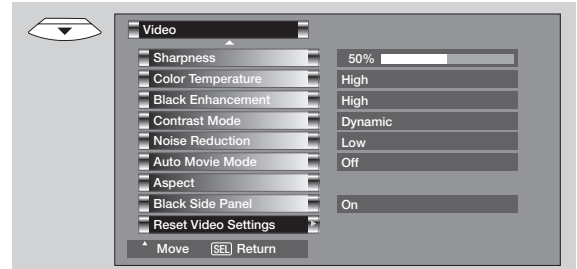 Video
Sharpness 50%
Color Temperature High
Black Enhancement High
Contrast Mode Dynamic
Noise Reduction Low
Auto Movie Mode Off
Aspect
Black Side Panel On
Reset Video Settings
Move SEL Return